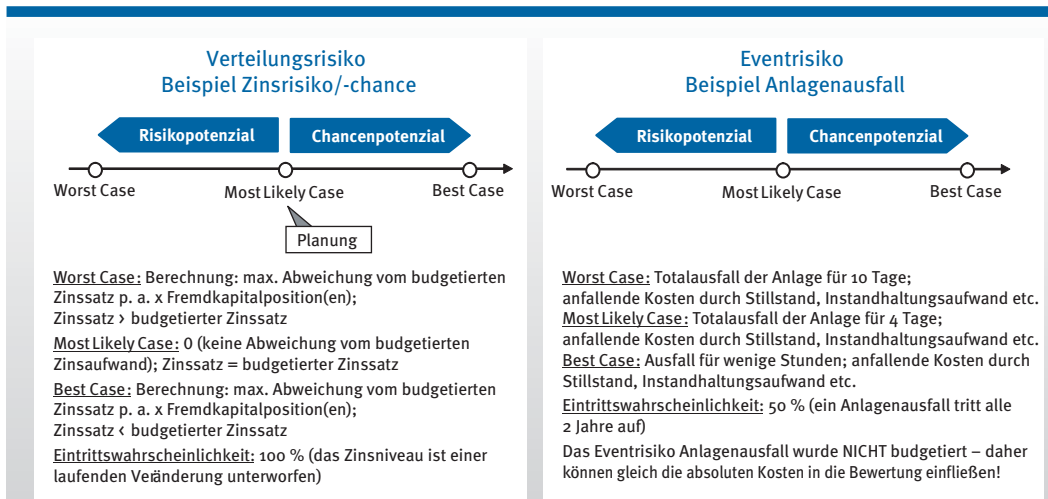 Verteilungsrisiko
Beispiel Zinsrisiko/-chance
Risikopotenzial
Chancenpotenzial
Worst Case
Most Likely Case
Best Case
Planung
Worst Case: Berechnung: max. Abweichung vom budgetierten
Zinssatz p. a. x Fremdkapitalposition(en);
Zinssatz > budgetierter Zinssatz
Most Likely Case: 0 (keine Abweichung vom budgetierten
Zinsaufwand); Zinssatz = budgetierter Zinssatz
Best Case: Berechnung: max. Abweichung vom budgetierten
Zinssatz p. a. x Fremdkapitalposition(en);
Zinssatz < budgetierter Zinssatz
Eintrittswahrscheinlichkeit: 100 % (das Zinsniveau ist einer
laufenden Veränderung unterworfen)
Eventrisiko
Beispiel Anlagenausfall
Risikopotenzial
Chancenpotenzial
Worst Case
Most Likely Case
Best Case
Worst Case: Totalausfall der Anlage für 10 Tage;
anfallende Kosten durch Stillstand, Instandhaltungsaufwand etc.
Most Likely Case: Totalausfall der Anlage für 4 Tage;
anfallende Kosten durch Stillstand, Instandhaltungsaufwand etc.
Best Case: Ausfall für wenige Stunden; anfallende Kosten durch
Stillstand, Instandhaltungsaufwand etc.
Eintrittswahrscheinlichkeit: 50 % (ein Anlagenausfall tritt alle
2 Jahre auf)
Das Eventrisiko Anlagenausfall wurde NICHT budgetiert – daher
können gleich die absoluten Kosten in die Bewertung einfließen!